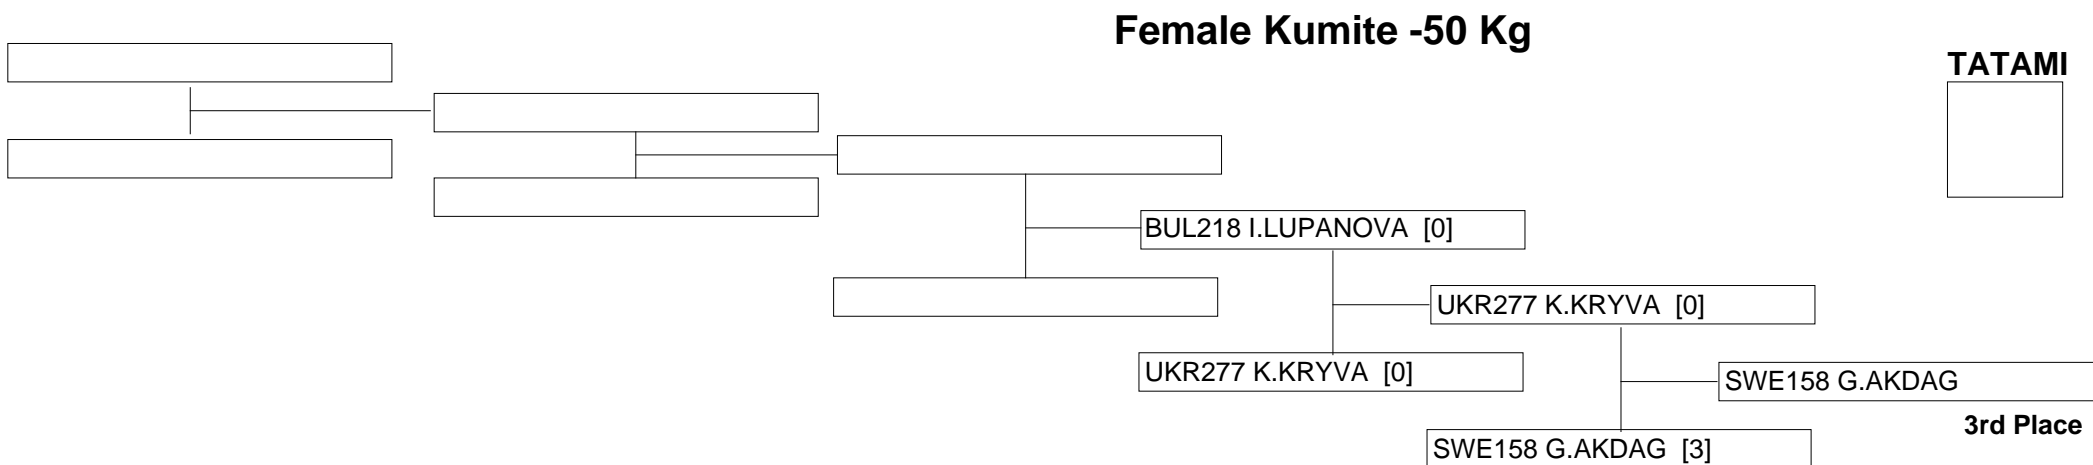 Female Kumite -50 Kg
TATAMI
BUL218 I.LUPANOVA [0]
UKR277 K.KRYVA [0]
UKR277 K.KRYVA [0]
SWE158 G.AKDAG
3rd Place
SWE158 G.AKDAG [3]